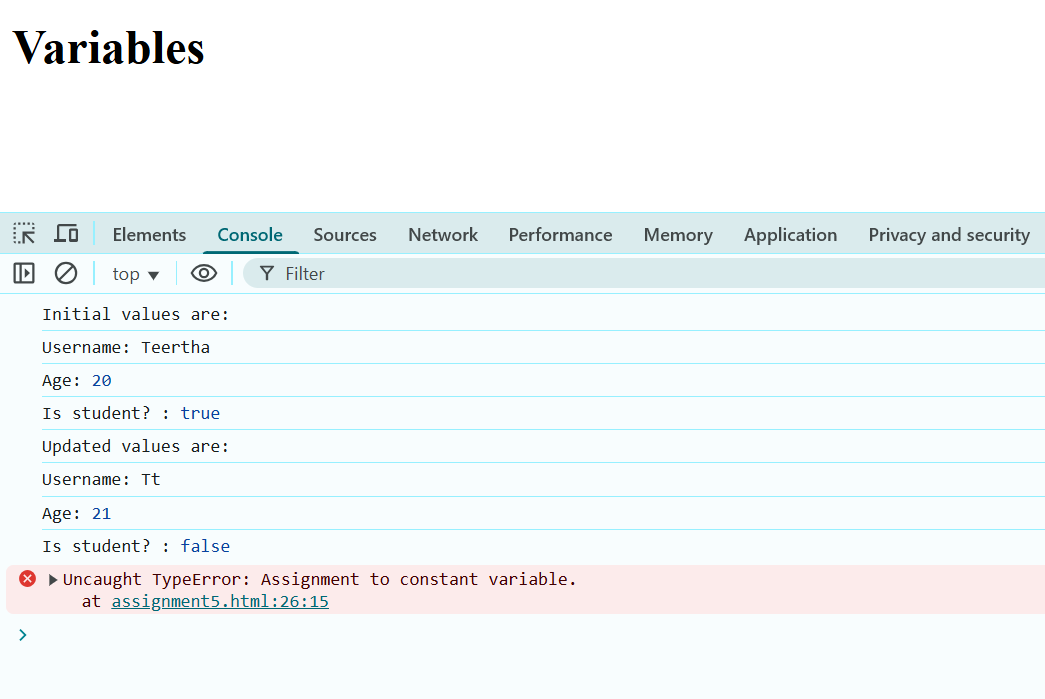 Variables
Elements Console Sources Network Performance Memory Application Privacy and security
top Filter
Initial values are:
Username: Teertha
Age: 20
Is student? : true
Updated values are:
Username: Tt
Age: 21
Is student? : false
Uncaught TypeError: Assignment to constant variable.
at assignment5.html:26:15